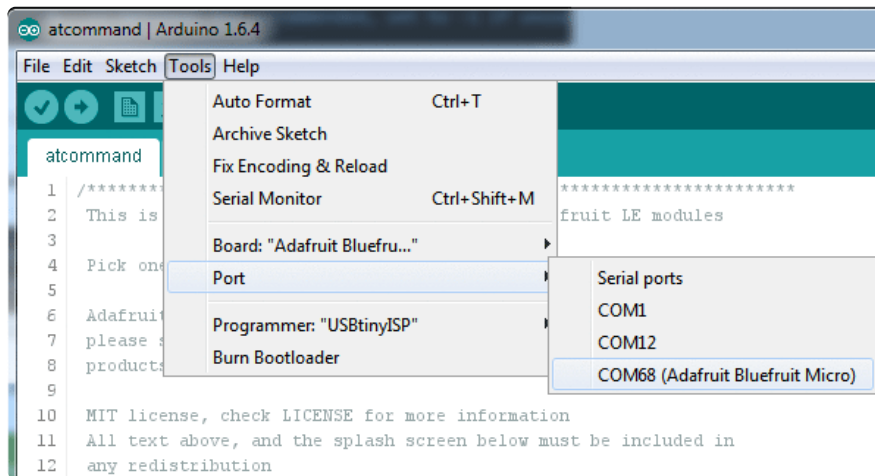 atcommand | Arduino 1.6.4
File Edit Sketch Tools Help
Auto Format Ctrl+T
Archive Sketch
Fix Encoding & Reload
Serial Monitor Ctrl+Shift+M
Board: "Adafruit Bluefru..."
Port
Programmer: "USBtinyISP"
Burn Bootloader
Serial ports
COM1
COM12
COM68 (Adafruit Bluefruit Micro)
atcommand
1 /******* ***********************
2 This is fruit LE modules
3
4 Pick one
5
6 Adafruit
7 please
8 products
9
10 MIT license, check LICENSE for more information
11 All text above, and the splash screen below must be included in
12 any redistribution